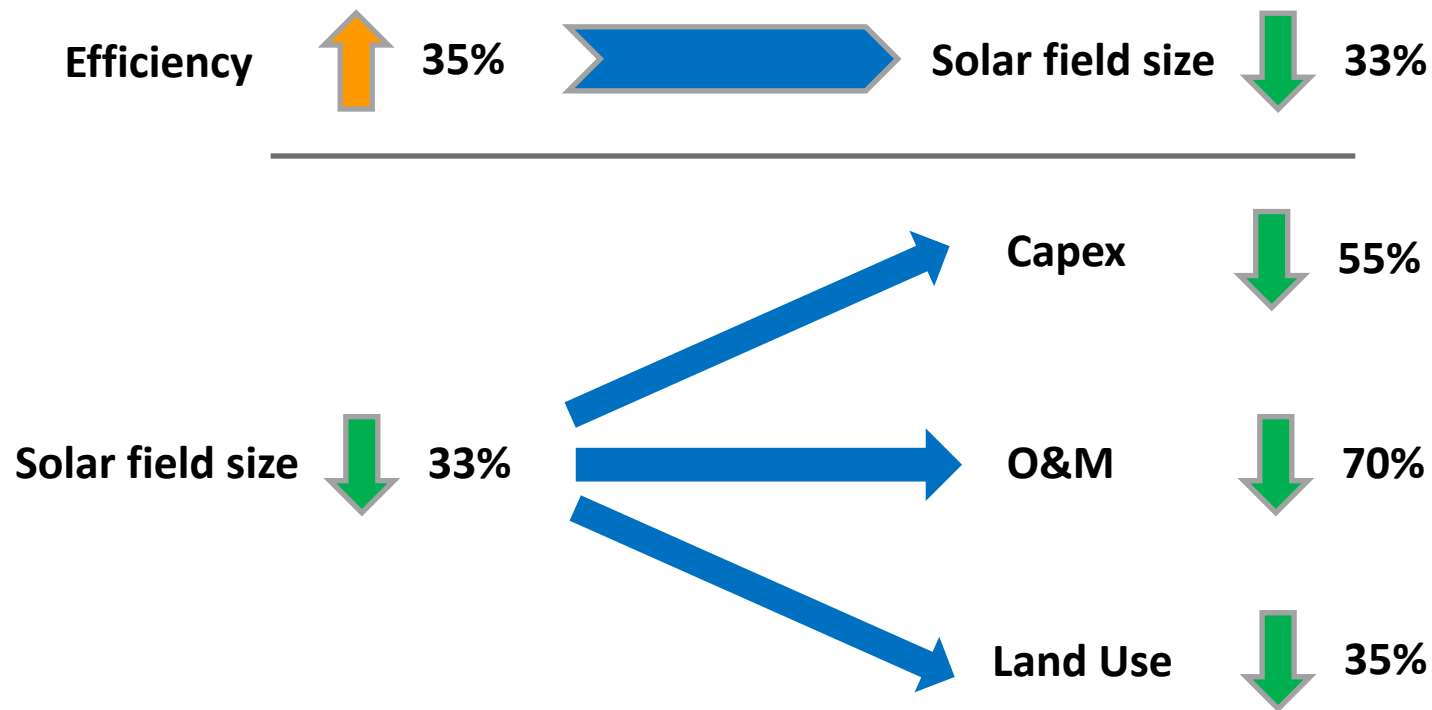 Efficiency 35% Solar field size 33%
Capex 55%
Solar field size 33% O&M 70%
Land Use 35%